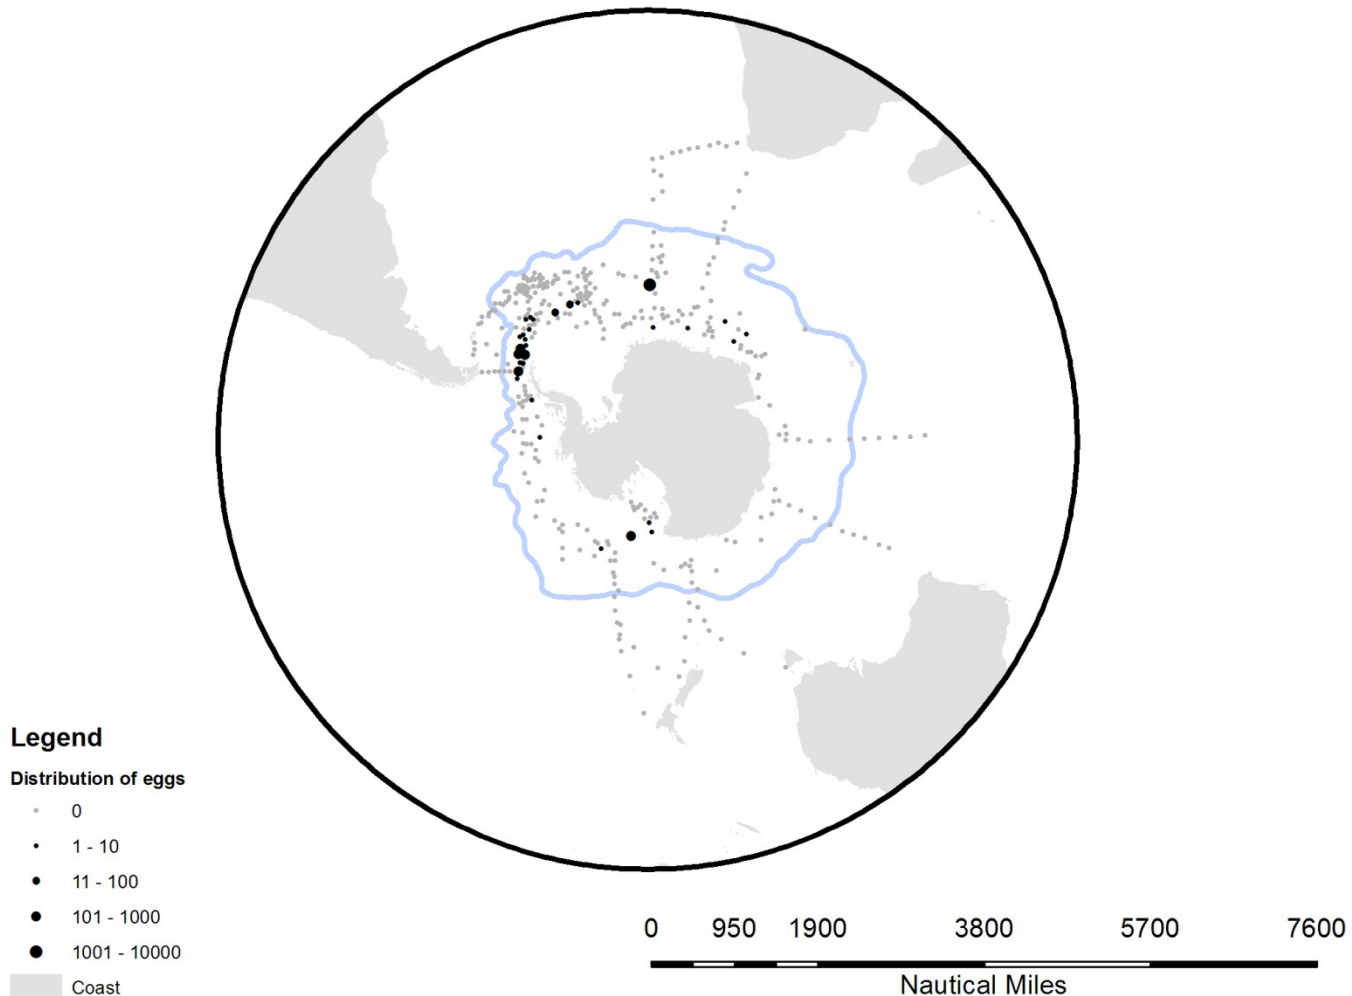 Legend
Distribution of eggs
0
1 - 10
11 - 100
101 - 1000
1001 - 10000
Coast
0 950 1900 3800 5700 7600
Nautical Miles